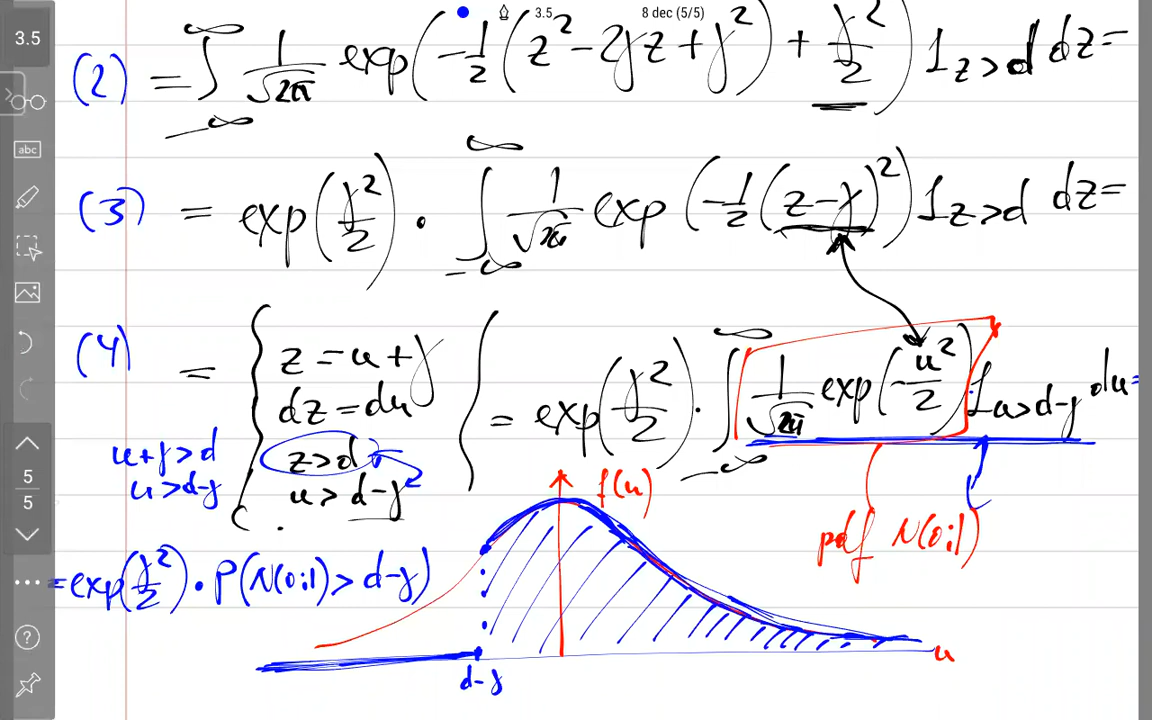 3.5 8 dec (5/5)
3.5
(2) = ∫_{-∞}^{∞} 1/√2π exp(-1/2(z² - 2γz + γ²) + γ²/2) 1_{z>d} dz =
(3) = exp(γ²/2) · ∫_{-∞}^{∞} 1/√2π exp(-1/2(z-γ)²) 1_{z>d} dz =
abc
(4) = { z = u+γ
dz = du
z>d
u > d-γ { = exp(γ²/2) · ∫_{-∞}^{∞} 1/√2π exp(-u²/2) 1_{u>d-γ} du =
u+γ>d
u>d-γ
f(u)
pdf N(0;1)
= exp(γ²/2) · P(N(0;1) > d-γ)
d-γ
u
5
5
?